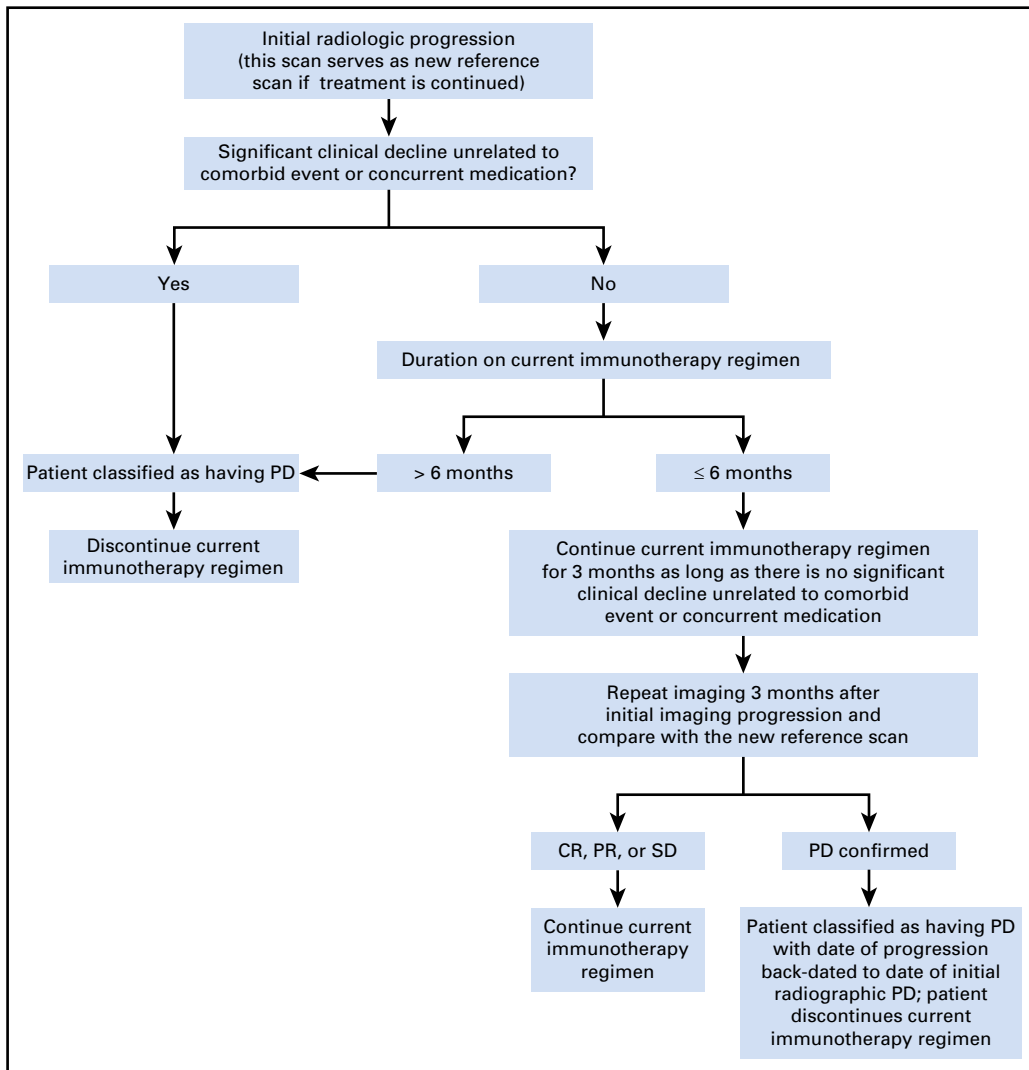 Initial radiologic progression
(this scan serves as new reference
scan if treatment is continued)
Significant clinical decline unrelated to
comorbid event or concurrent medication?
Yes
No
Duration on current immunotherapy regimen
Patient classified as having PD
> 6 months
≤ 6 months
Discontinue current
immunotherapy regimen
Continue current immunotherapy regimen
for 3 months as long as there is no significant
clinical decline unrelated to comorbid
event or concurrent medication
Repeat imaging 3 months after
initial imaging progression and
compare with the new reference scan
CR, PR, or SD
PD confirmed
Continue current
immunotherapy
regimen
Patient classified as having PD
with date of progression
back-dated to date of initial
radiographic PD; patient
discontinues current
immunotherapy regimen